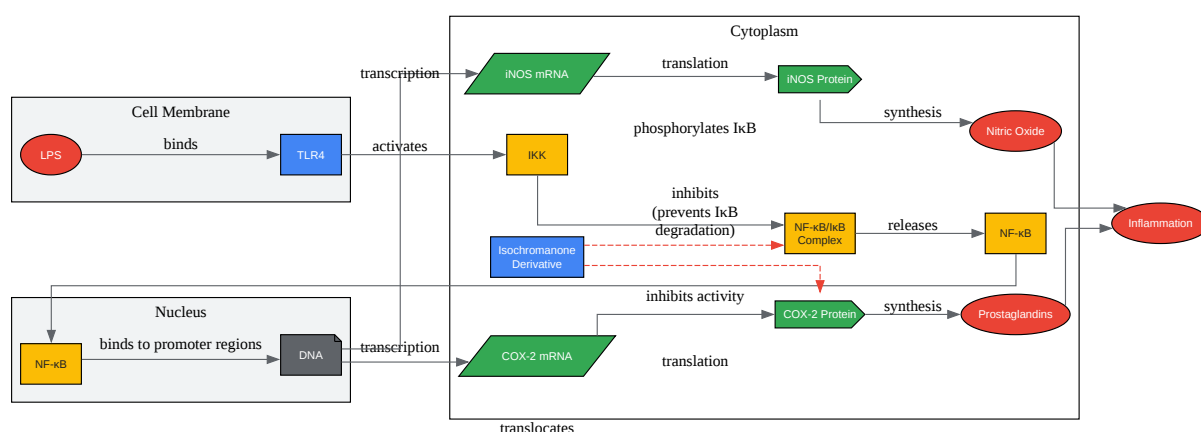 Cytoplasm
transcription
iNOS mRNA
translation
iNOS Protein
Cell Membrane
synthesis
Nitric Oxide
phosphorylates IκB
LPS
binds
TLR4
activates
IKK
inhibits
(prevents IκB
degradation)
NF-κB/IκB
Complex
releases
NF-κB
Inflammation
Isochromanone
Derivative
inhibits activity
Nucleus
COX-2 Protein
synthesis
Prostaglandins
NF-κB
binds to promoter regions
DNA
transcription
COX-2 mRNA
translation
translocates